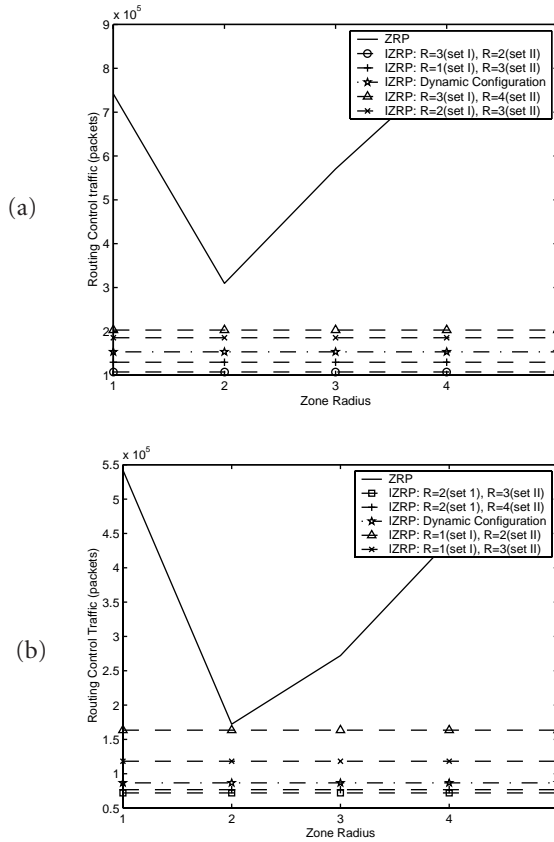 (a)
x 10^5
9
8
7
6
5
4
3
2
1
Routing Control traffic (packets)
ZRP
IZRP: R=3(set I), R=2(set II)
IZRP: R=1(set I), R=3(set II)
IZRP: Dynamic Configuration
IZRP: R=3(set I), R=4(set II)
IZRP: R=2(set I), R=3(set II)
1 2 3 4
Zone Radius
(b)
x 10^5
5.5
5
4.5
4
3.5
3
2.5
2
1.5
1
0.5
Routing Control Traffic (packets)
ZRP
IZRP: R=2(set 1), R=3(set II)
IZRP: R=2(set 1), R=4(set II)
IZRP: Dynamic Configuration
IZRP: R=1(set I), R=2(set II)
IZRP: R=1(set I), R=3(set II)
1 2 3 4
Zone Radius